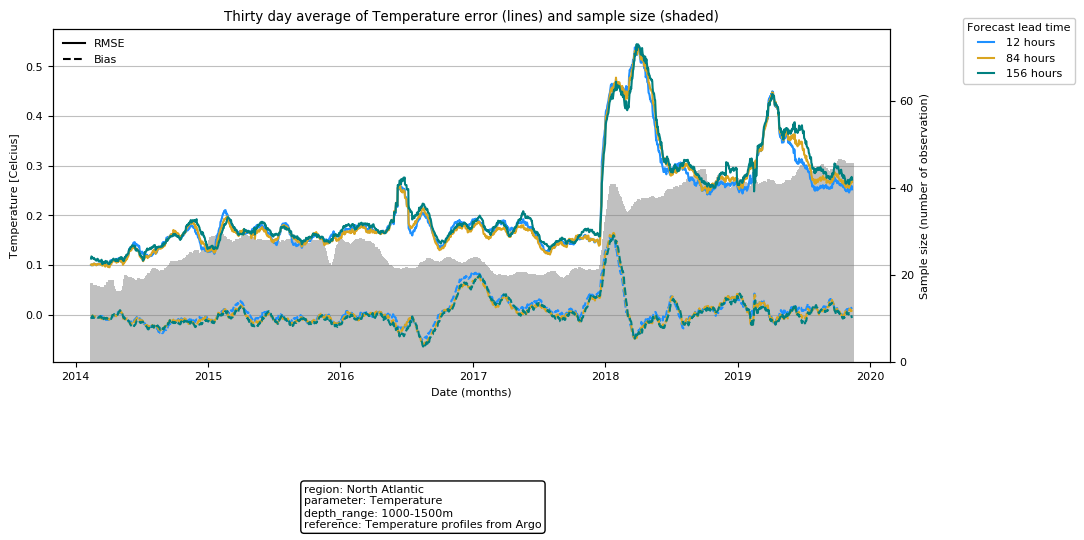 Thirty day average of Temperature error (lines) and sample size (shaded)
RMSE
Bias
Forecast lead time
12 hours
84 hours
156 hours
Temperature [Celcius]
0.5
0.4
0.3
0.2
0.1
0.0
Sample size (number of observation)
60
40
20
0
2014
2015
2016
2017
2018
2019
2020
Date (months)
region: North Atlantic
parameter: Temperature
depth_range: 1000-1500m
reference: Temperature profiles from Argo